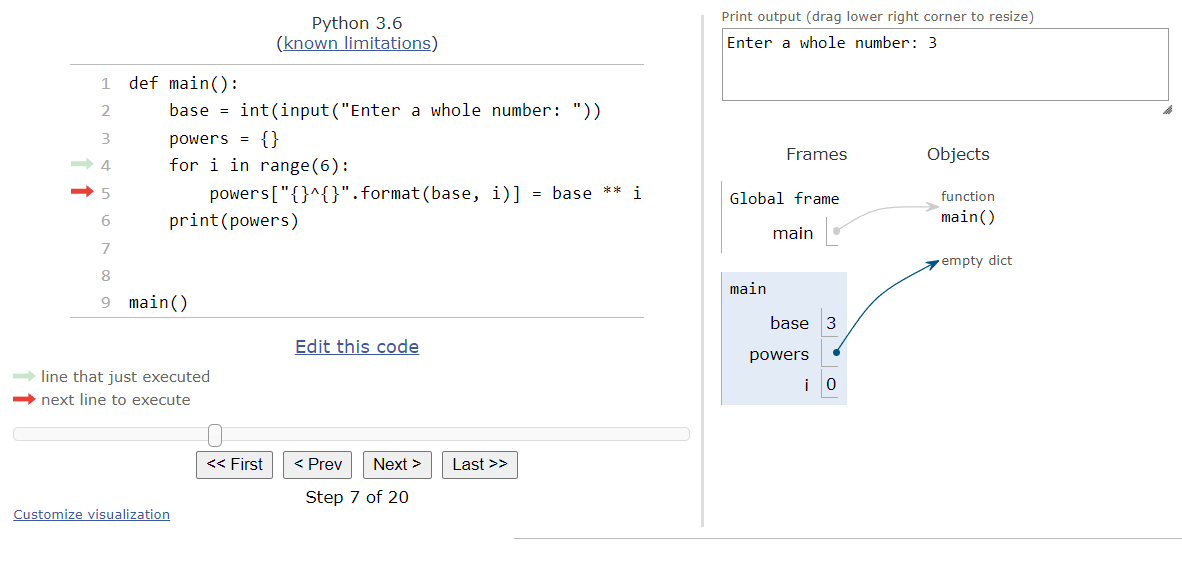 Python 3.6
(known limitations)
1 def main():
2     base = int(input("Enter a whole number: "))
3     powers = {}
4     for i in range(6):
5         powers["{}^{}".format(base, i)] = base ** i
6     print(powers)
7
8
9 main()
Edit this code
line that just executed
next line to execute
<< First < Prev Next > Last >>
Step 7 of 20
Customize visualization
Print output (drag lower right corner to resize)
Enter a whole number: 3
Frames Objects
Global frame
main
function
main()
empty dict
main
base 3
powers
i 0